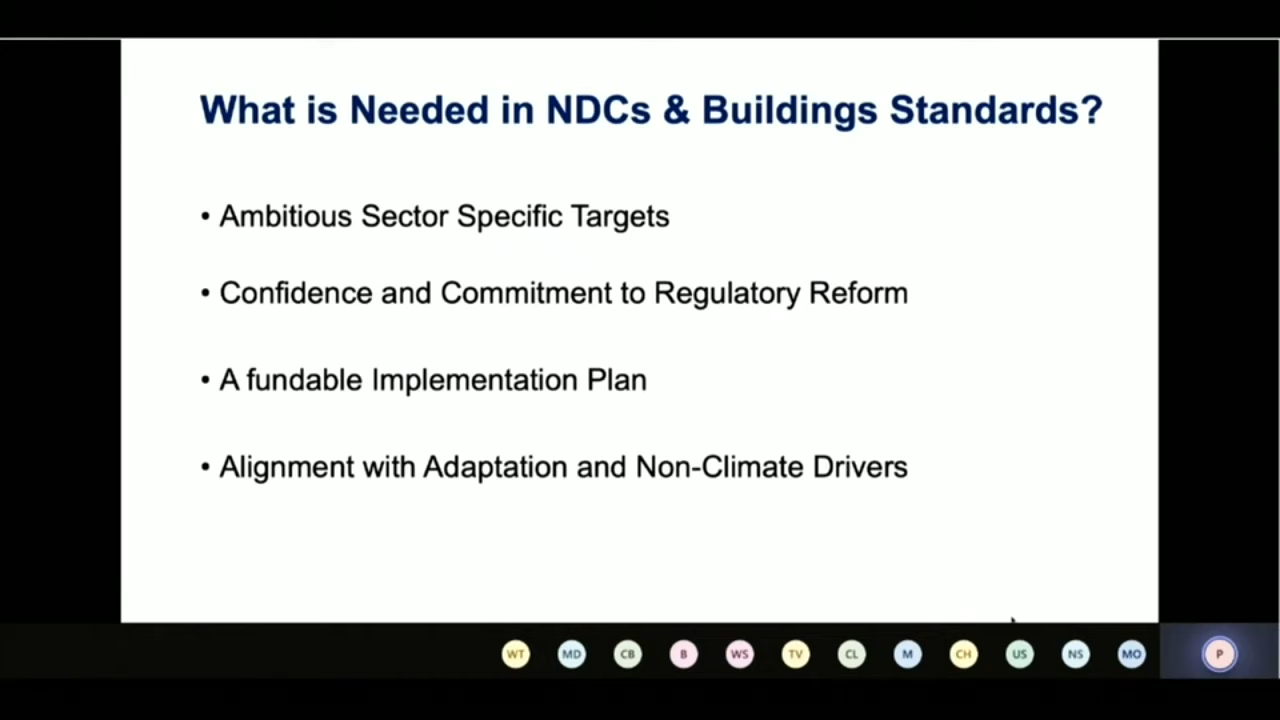 What is Needed in NDCs & Buildings Standards?
• Ambitious Sector Specific Targets
• Confidence and Commitment to Regulatory Reform
• A fundable Implementation Plan
• Alignment with Adaptation and Non-Climate Drivers
WT MD CB B WS TV CL M CH US NS MO P